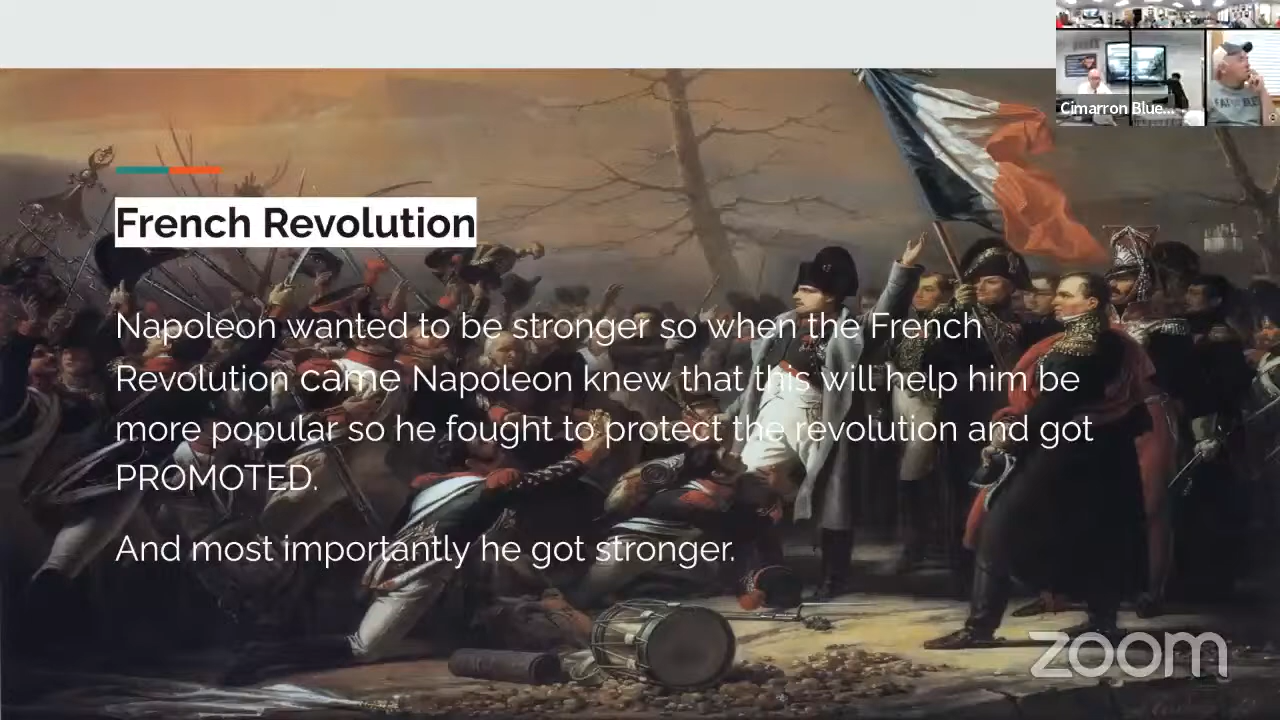 Cimarron Blue...
French Revolution
Napoleon wanted to be stronger so when the French
Revolution came Napoleon knew that this will help him be
more popular so he fought to protect the revolution and got
PROMOTED.
And most importantly he got stronger.
zoom